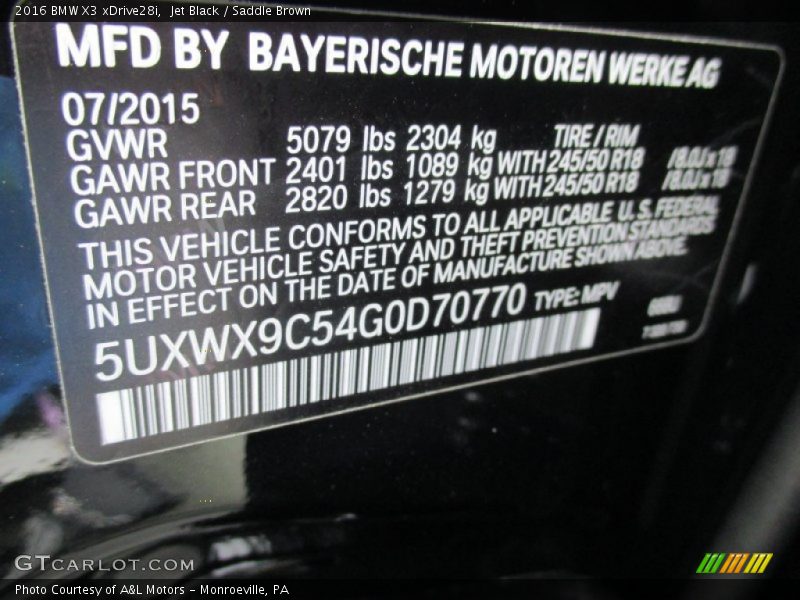 2016 BMW X3 xDrive28i,  Jet Black / Saddle Brown
MFD BY BAYERISCHE MOTOREN WERKE AG
07/2015
GVWR 5079 lbs 2304 kg TIRE / RIM
GAWR FRONT 2401 lbs 1089 kg WITH 245/50 R18 /8.0J x 18
GAWR REAR 2820 lbs 1279 kg WITH 245/50 R18 /8.0J x 18
THIS VEHICLE CONFORMS TO ALL APPLICABLE U. S. FEDERAL
MOTOR VEHICLE SAFETY AND THEFT PREVENTION STANDARDS
IN EFFECT ON THE DATE OF MANUFACTURE SHOWN ABOVE.
5UXWX9C54G0D70770 TYPE: MPV
GTCARLOT.COM
Photo Courtesy of A&L Motors – Monroeville, PA